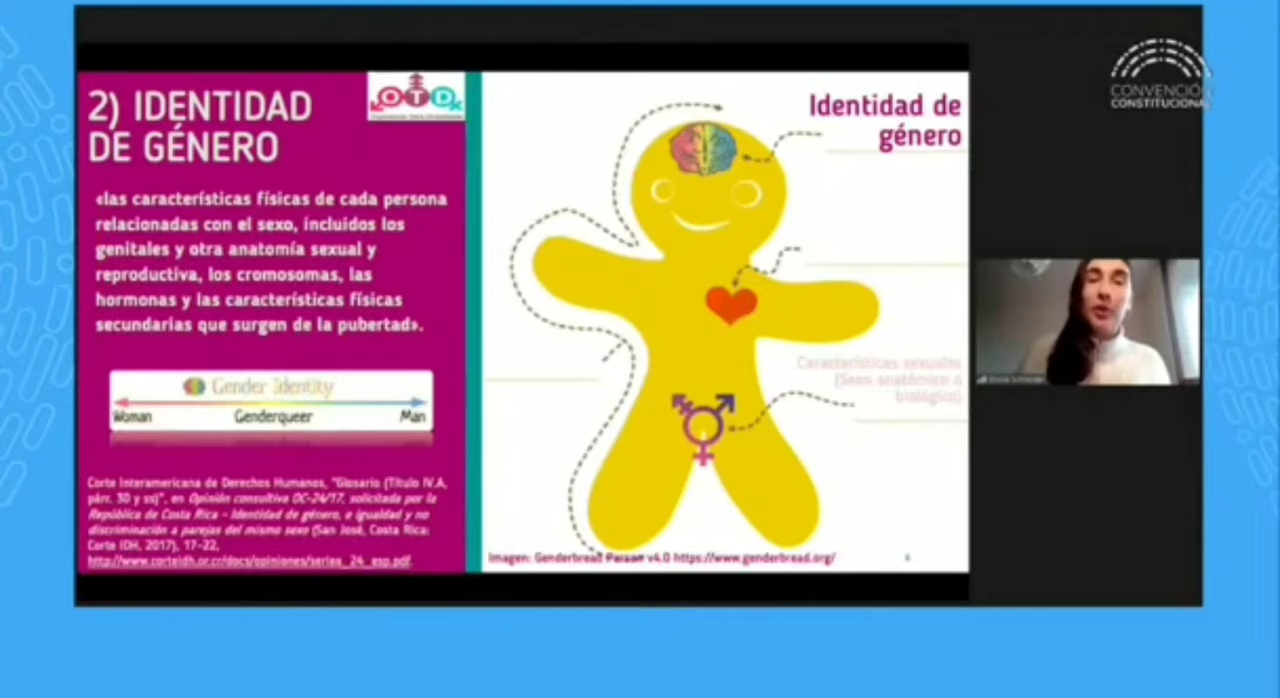 2) IDENTIDAD
DE GÉNERO
OTD
«las características físicas de cada persona
relacionadas con el sexo, incluidos los
genitales y otra anatomía sexual y
reproductiva, los cromosomas, las
hormonas y las características físicas
secundarias que surgen de la pubertad».
Gender Identity
Woman Genderqueer Man
Corte Interamericana de Derechos Humanos, "Glosario (Título IV.A,
párr. 30 y ss)", en Opinión consultiva OC-24/17, solicitada por la
República de Costa Rica – Identidad de género, e igualdad y no
discriminación a parejas del mismo sexo (San José, Costa Rica:
Corte IDH, 2017), 17-22,
http://www.corteidh.or.cr/docs/opiniones/seriea_24_esp.pdf.
Identidad de
género
Características sexuales
(Sexo anatómico o
biológico)
Imagen: Genderbread Person v4.0 https://www.genderbread.org/
CONVENCIÓN
CONSTITUCIONAL